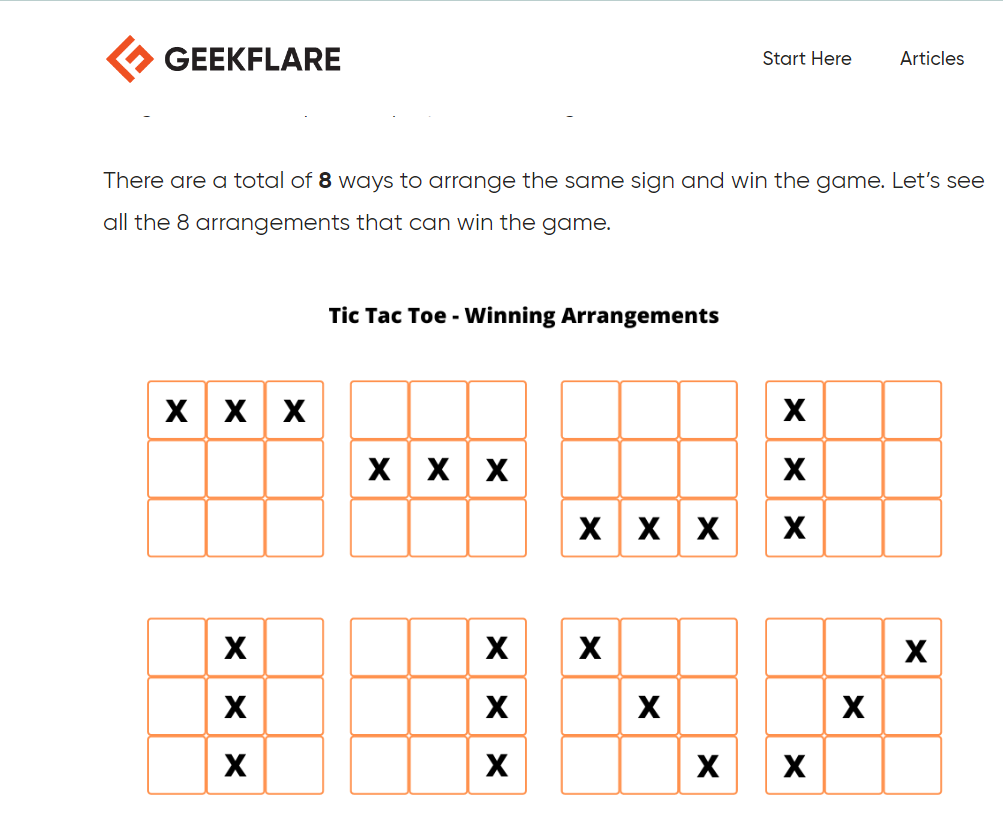 GEEKFLARE
Start Here
Articles
There are a total of 8 ways to arrange the same sign and win the game. Let’s see
all the 8 arrangements that can win the game.
Tic Tac Toe - Winning Arrangements
X X X X
X X X X
X X X X
X X X X
X X X X
X X X X